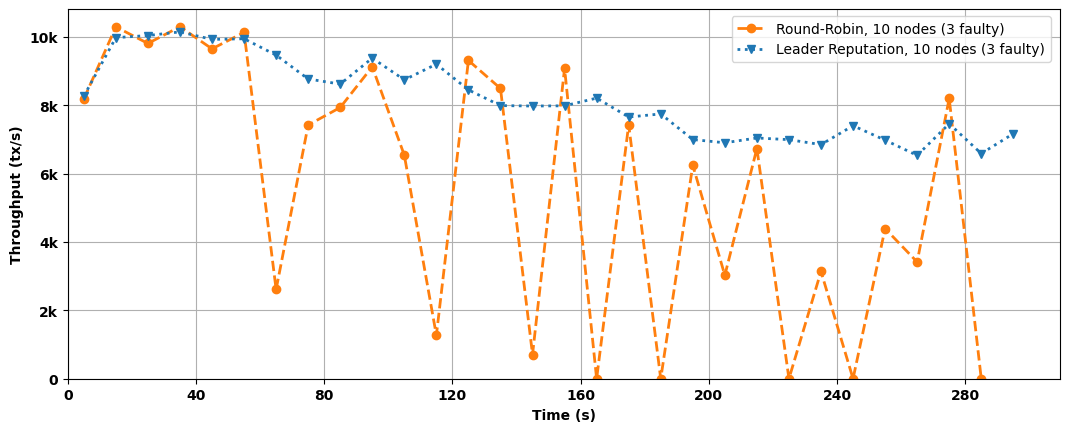 Round-Robin, 10 nodes (3 faulty)
Leader Reputation, 10 nodes (3 faulty)
Throughput (tx/s)
10k
8k
6k
4k
2k
0
0 40 80 120 160 200 240 280
Time (s)